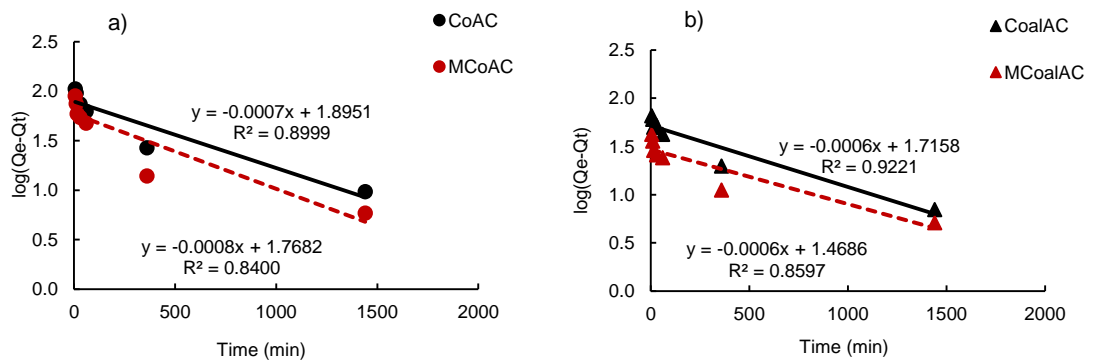 a)
CoAC
MCoAC
2.5
2.0
1.5
1.0
0.5
0.0
log(Qe-Qt)
y = -0.0007x + 1.8951
R² = 0.8999
y = -0.0008x + 1.7682
R² = 0.8400
0
500
1000
1500
2000
Time (min)
b)
CoalAC
MCoalAC
2.5
2.0
1.5
1.0
0.5
0.0
log(Qe-Qt)
y = -0.0006x + 1.7158
R² = 0.9221
y = -0.0006x + 1.4686
R² = 0.8597
0
500
1000
1500
2000
Time (min)